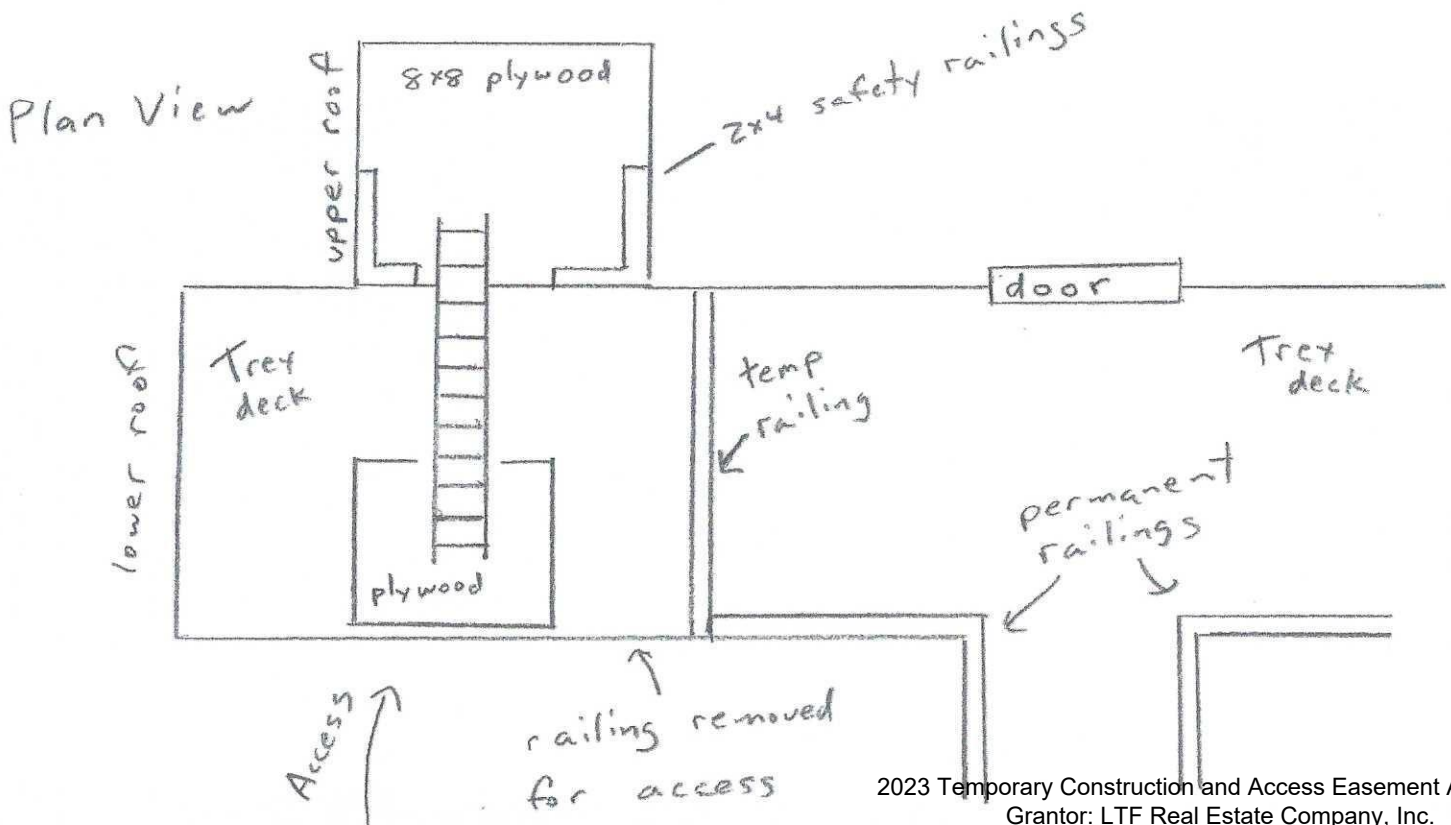 Plan View
upper roof
8x8 plywood
2x4 safety railings
door
lower roof
Trex
deck
temp
railing
Trex
deck
permanent
railings
plywood
Access
railing removed
for access
2023 Temporary Construction and Access Easement A
Grantor: LTF Real Estate Company, Inc.